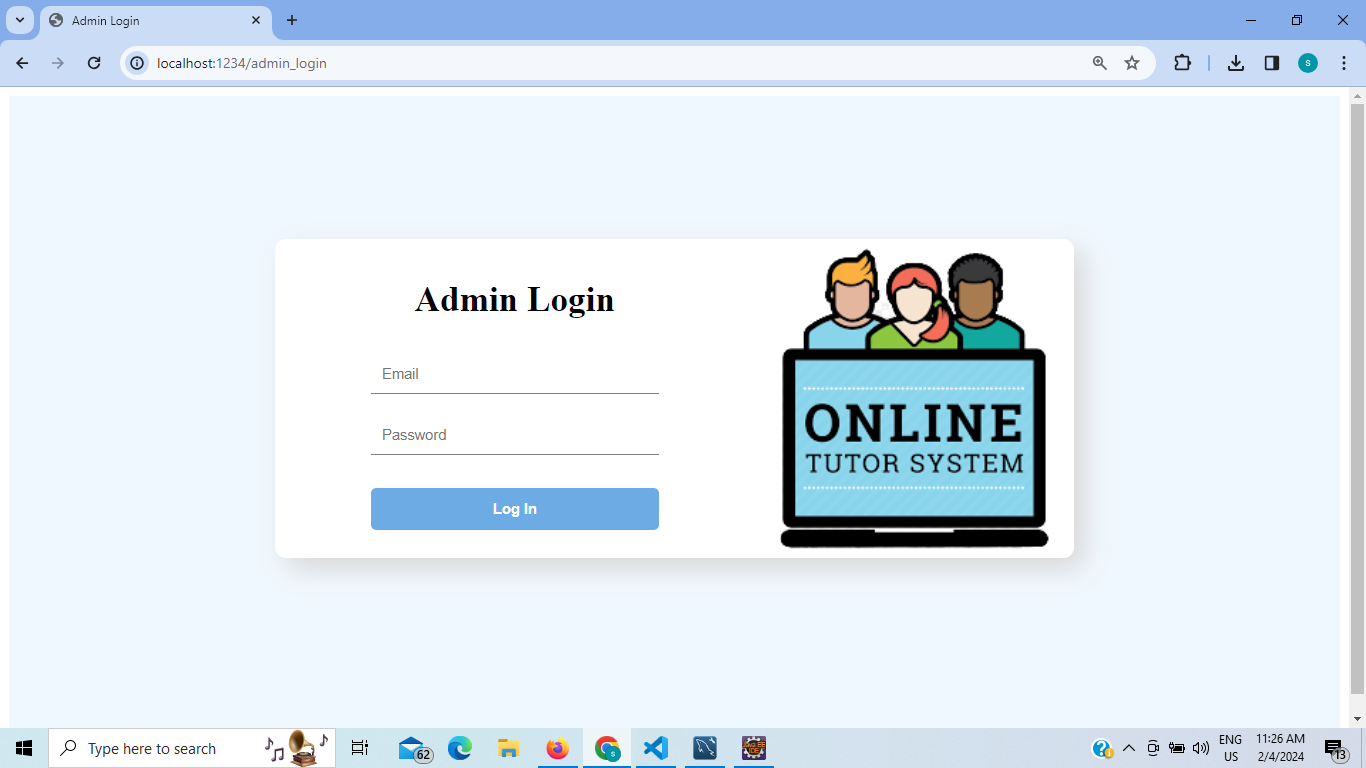 Admin Login
localhost:1234/admin_login
s
Admin Login
Email
Password
Log In
ONLINE
TUTOR SYSTEM
Type here to search
62
s
ENG
US
11:26 AM
2/4/2024
13